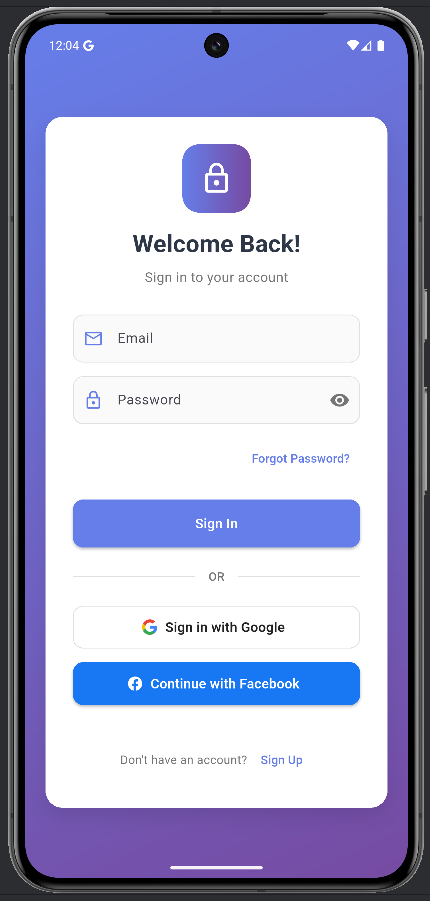 12:04
Welcome Back!
Sign in to your account
Email
Password
Forgot Password?
Sign In
OR
Sign in with Google
Continue with Facebook
Don't have an account? Sign Up